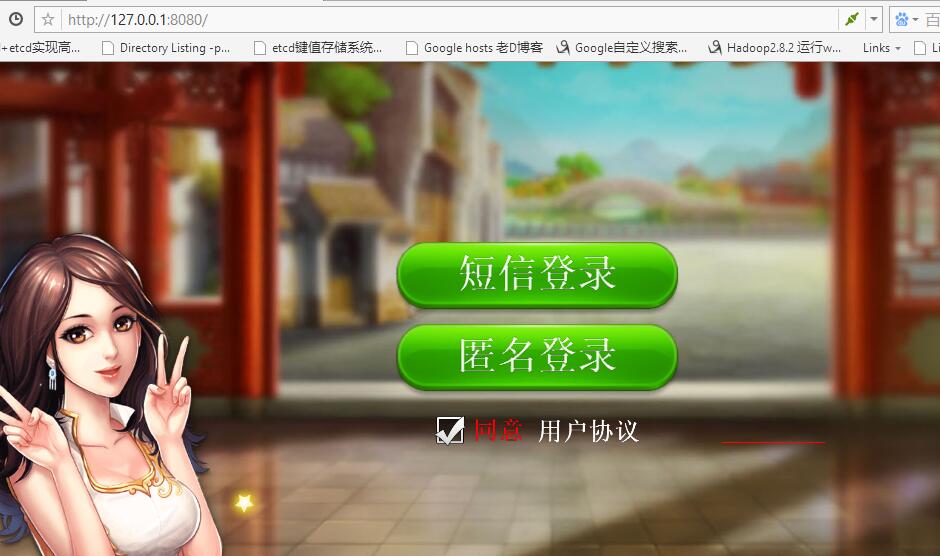 http://127.0.0.1:8080/
百
+etcd实现高...
Directory Listing -p...
etcd键值存储系统...
Google hosts 老D博客
Google自定义搜索...
Hadoop2.8.2 运行w...
Links
Li
短信登录
匿名登录
同意 用户协议